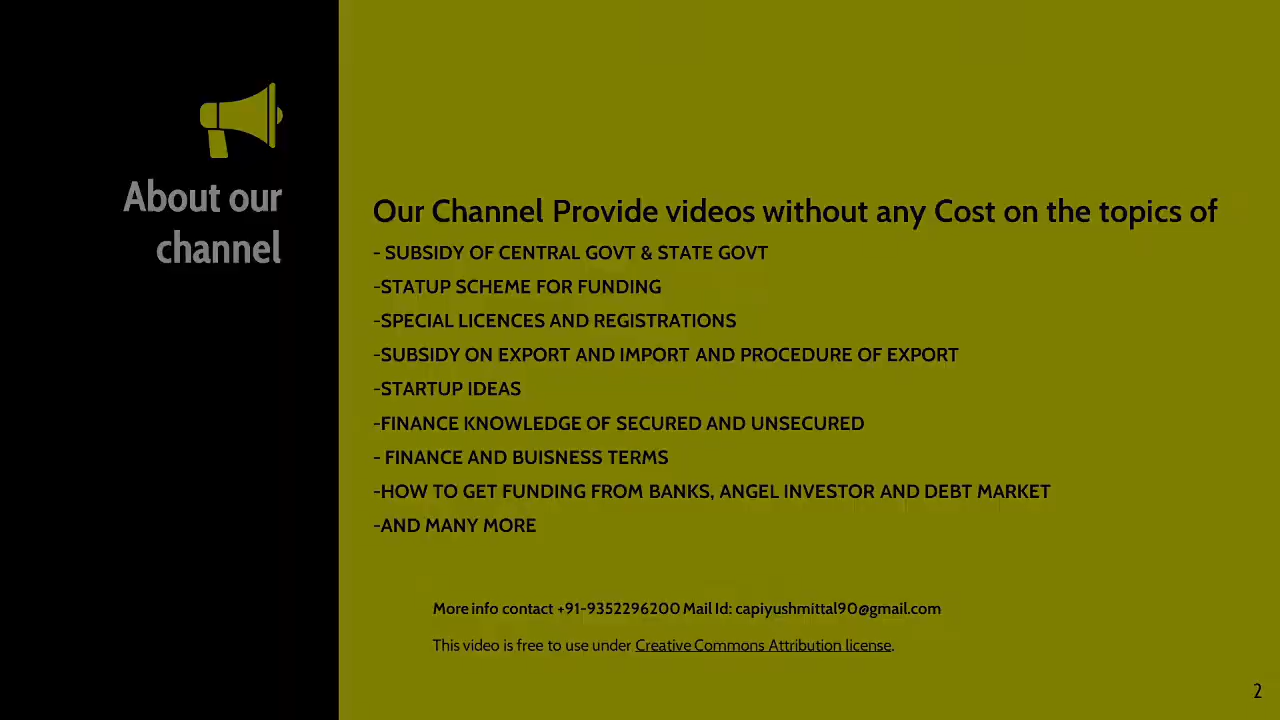 About our
channel
Our Channel Provide videos without any Cost on the topics of
- SUBSIDY OF CENTRAL GOVT & STATE GOVT
-STATUP SCHEME FOR FUNDING
-SPECIAL LICENCES AND REGISTRATIONS
-SUBSIDY ON EXPORT AND IMPORT AND PROCEDURE OF EXPORT
-STARTUP IDEAS
-FINANCE KNOWLEDGE OF SECURED AND UNSECURED
- FINANCE AND BUISNESS TERMS
-HOW TO GET FUNDING FROM BANKS, ANGEL INVESTOR AND DEBT MARKET
-AND MANY MORE
More info contact +91-9352296200 Mail Id: capiyushmittal90@gmail.com
This video is free to use under Creative Commons Attribution license.
2